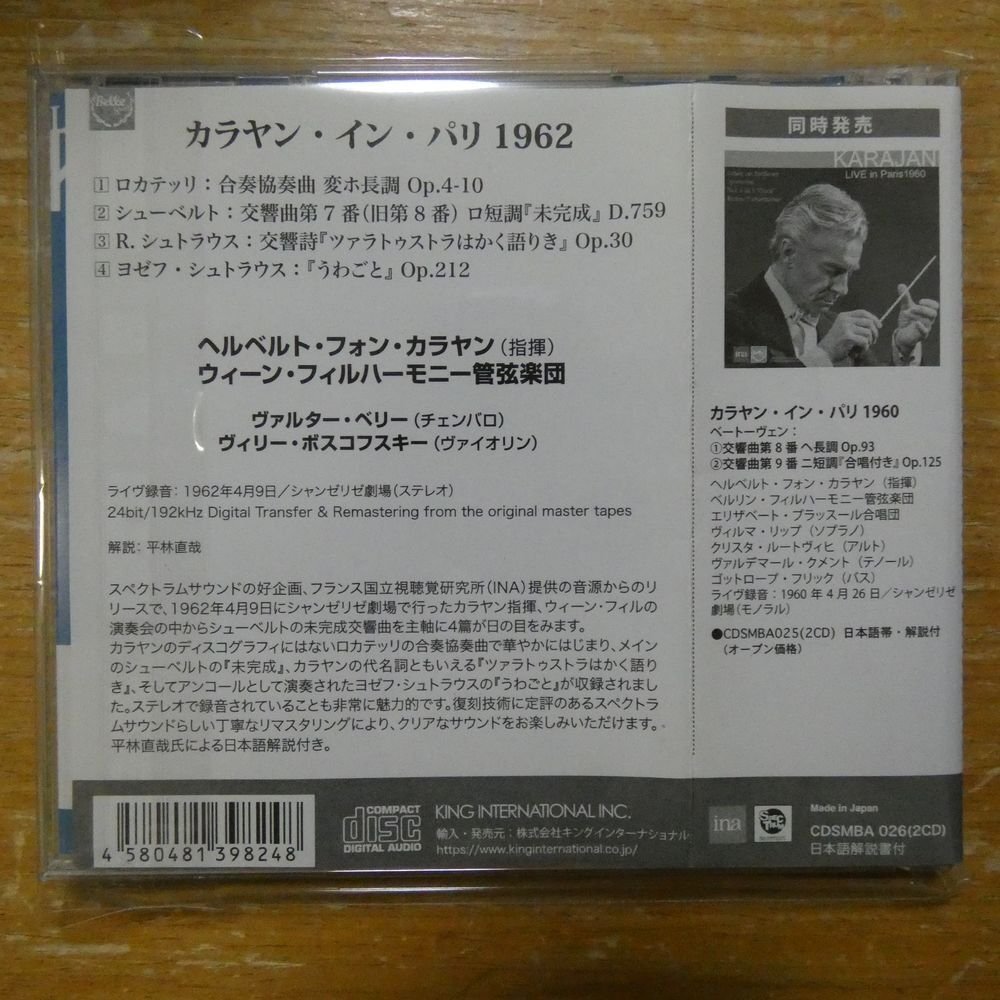 Belle
カラヤン・イン・パリ 1962
1 ロカテッリ：合奏協奏曲 変ホ長調 Op.4-10
2 シューベルト：交響曲第７番（旧第８番）ロ短調『未完成』D.759
3 R.シュトラウス：交響詩『ツァラトゥストラはかく語りき』Op.30
4 ヨゼフ・シュトラウス：『うわごと』Op.212
ヘルベルト・フォン・カラヤン（指揮）
ウィーン・フィルハーモニー管弦楽団
ヴァルター・ベリー（チェンバロ）
ヴィリー・ボスコフスキー（ヴァイオリン）
ライヴ録音：1962年4月9日／シャンゼリゼ劇場（ステレオ）
24bit/192kHz Digital Transfer & Remastering from the original master tapes
解説：平林直哉
スペクトラムサウンドの好企画、フランス国立視聴覚研究所（INA）提供の音源からのリ
リースで、1962年4月9日にシャンゼリゼ劇場で行ったカラヤン指揮、ウィーン・フィルの
演奏会の中からシューベルトの未完成交響曲を主軸に4篇が日の目をみます。
カラヤンのディスコグラフィにはないロカテッリの合奏協奏曲で華やかにはじまり、メイン
のシューベルトの『未完成』、カラヤンの代名詞ともいえる『ツァラトゥストラはかく語り
き』、そしてアンコールとして演奏されたヨゼフ・シュトラウスの『うわごと』が収録されまし
た。ステレオで録音されていることも非常に魅力的です。復刻技術に定評のあるスペクトラ
ムサウンドらしい丁寧なリマスタリングにより、クリアなサウンドをお楽しみいただけます。
平林直哉氏による日本語解説付き。
4 580481 398248
COMPACT
disc
DIGITAL AUDIO
KING INTERNATIONAL INC.
輸入・発売元：株式会社キングインターナショナル
https://www.kinginternational.co.jp/
同時発売
KARAJAN
LIVE in Paris1960
ina
カラヤン・イン・パリ 1960
ベートーヴェン：
①交響曲第８番 ヘ長調 Op.93
②交響曲第９番 ニ短調『合唱付き』Op.125
ヘルベルト・フォン・カラヤン（指揮）
ベルリン・フィルハーモニー管弦楽団
エリザベート・ブラッスール合唱団
ヴィルマ・リップ（ソプラノ）
クリスタ・ルートヴィヒ（アルト）
ヴァルデマール・クメント（テノール）
ゴットローブ・フリック（バス）
ライヴ録音：1960 年 4 月 26 日／シャンゼリゼ
劇場（モノラル）
●CDSMBA025(2CD) 日本語帯・解説付
（オープン価格）
ina
Made in Japan
CDSMBA 026(2CD)
日本語解説書付